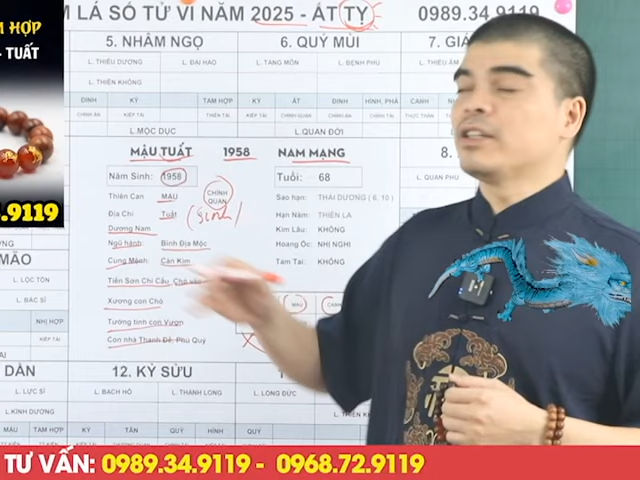 M LÁ SỐ TỬ VI NĂM 2025 - ẤT TỴ
0989.34.9119
M HỢP
- TUẤT
.9119
5. NHÂM NGỌ
6. QUÝ MÙI
7. GIÁ
L. THIẾU DƯƠNG
L. ĐẠI HAO
L. TANG MÔN
L. BỆNH PHÙ
L. THIẾU ÂM
L. THIÊN KHÔNG
ĐINH
KỶ
TAM HỢP
KỶ
ẤT
ĐINH
HÌNH, PHÁ
CANH
L.MỘC DỤC
L.QUAN ĐỚI
MẬU TUẤT
1958
NAM MẠNG
8.
Năm Sinh: 1958
Tuổi: 68
L. QUAN PHỦ
Thiên Can
MẬU
CHÍNH QUAN
Sao hạn:
THÁI DƯƠNG ( 6, 10 )
Địa Chi
Tuất
(Sinh)
Hạn Năm:
THIÊN LA
Dương Nam
Kim Lâu:
KHÔNG
Ngũ hành:
Bình Địa Mộc
Hoang Ốc:
NHỊ NGHI
Cung Mệnh:
Càn Kim
Tam Tai:
KHÔNG
Tiền Sơn Chi Cẩu
Xương con Chó
MẬU
Tướng tinh con Vượn
Con nhà Thanh Đế
Phú Quý
MÃO
L. LỘC TỒN
L. BÁC SĨ
NHỊ HỢP
DẦN
12. KỶ SỬU
L. LỰC SĨ
L. BẠCH HỔ
L. THANH LONG
L. LONG ĐỨC
L.KÌNH DƯƠNG
MẬU
TAM HỢP
KỶ
TÂN
QUÝ
HÌNH
QUÝ
TƯ VẤN: 0989.34.9119 - 0968.72.9119